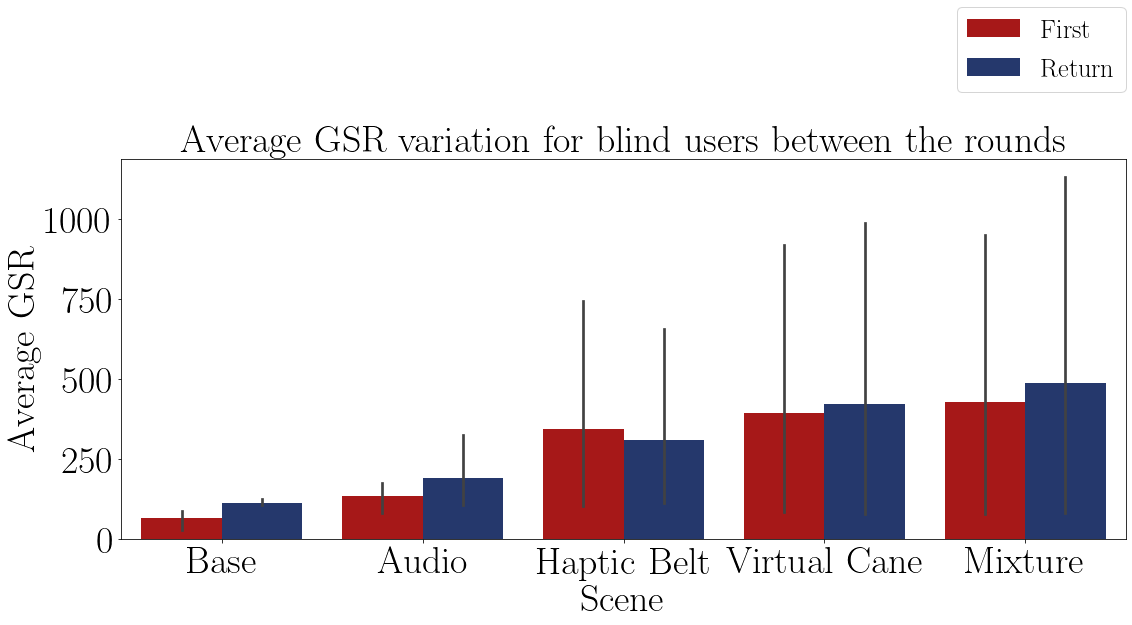 First
Return
Average GSR variation for blind users between the rounds
Average GSR
1000
750
500
250
0
Base Audio Haptic Belt Virtual Cane Mixture
Scene